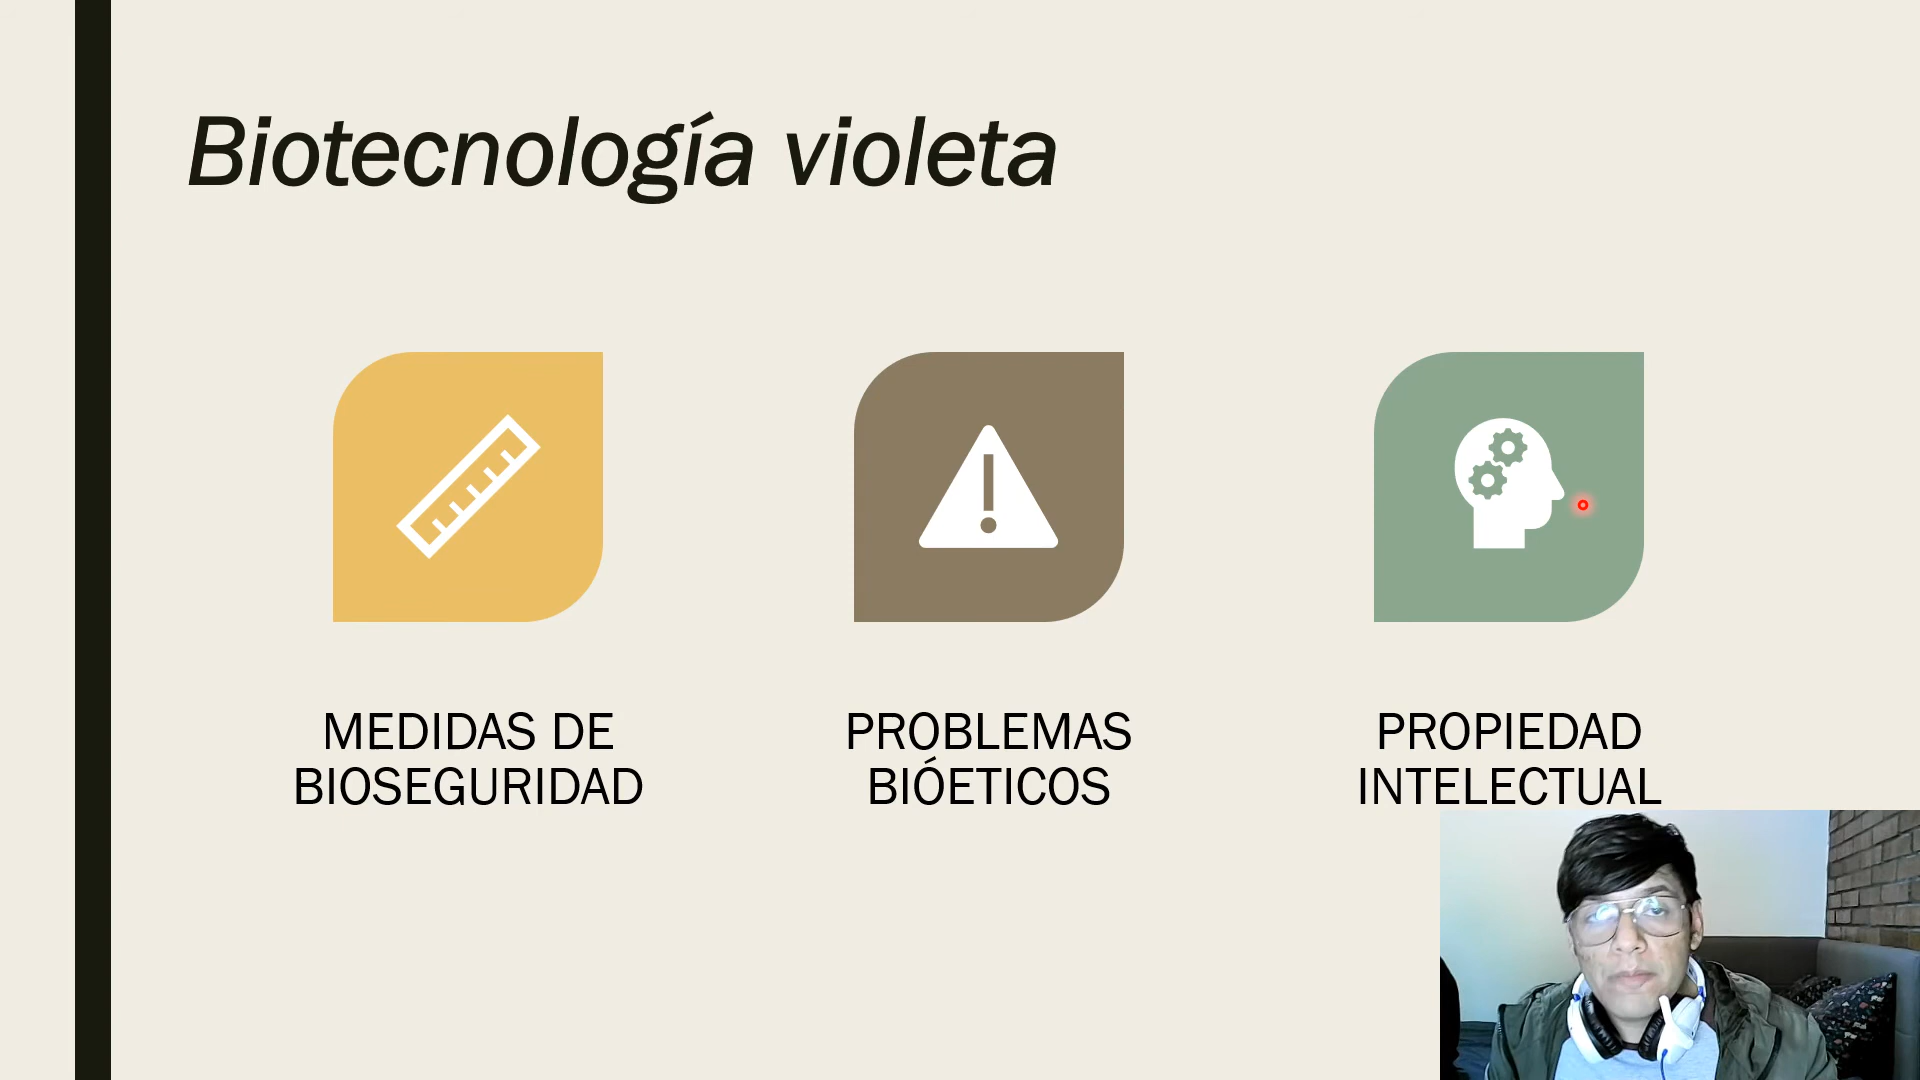 Biotecnología violeta
MEDIDAS DE
BIOSEGURIDAD
PROBLEMAS
BIÓETICOS
PROPIEDAD
INTELECTUAL